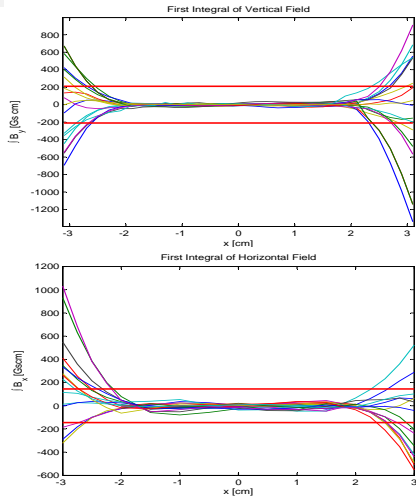 First Integral of Vertical Field
800
600
400
200
0
-200
-400
-600
-800
-1000
-1200
∫ B_y [Gs cm]
-3 -2 -1 0 1 2 3
x [cm]
First Integral of Horizontal Field
1200
1000
800
600
400
200
0
-200
-400
-600
∫ B_x [Gscm]
-3 -2 -1 0 1 2 3
x [cm]